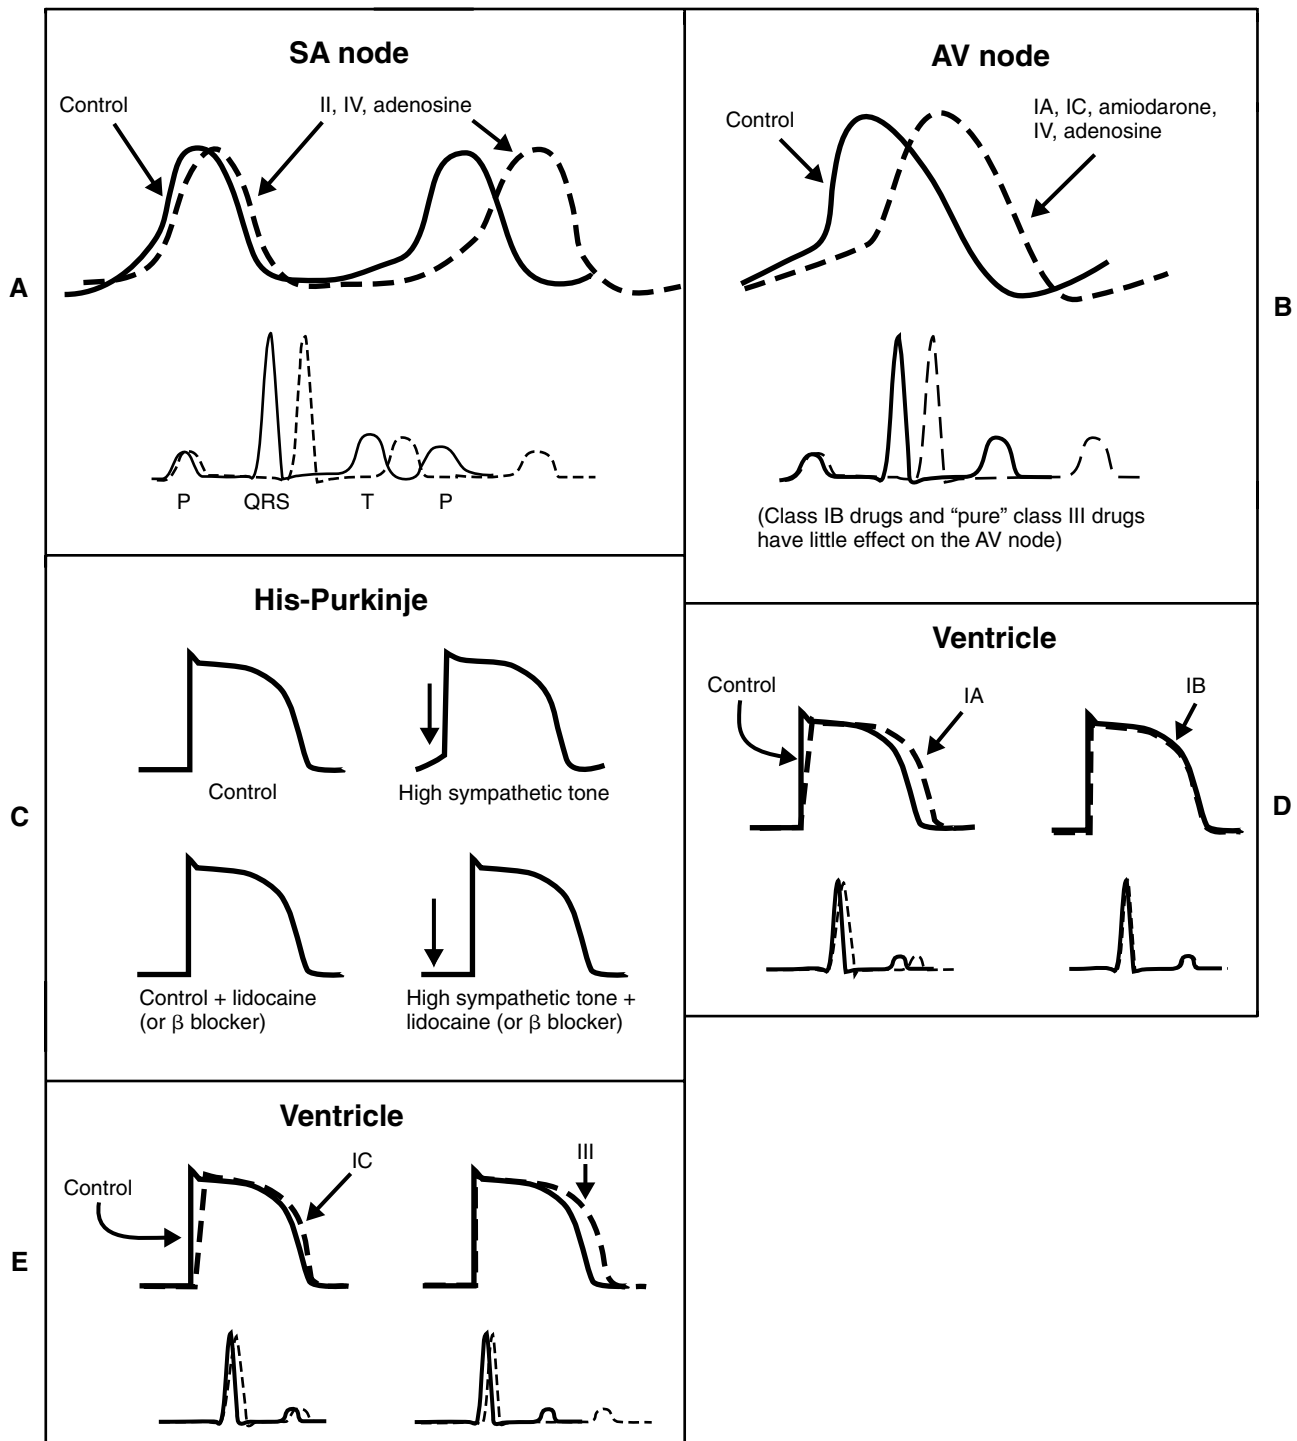 SA node
Control
II, IV, adenosine
A
P
QRS
T
P
AV node
Control
IA, IC, amiodarone,
IV, adenosine
B
(Class IB drugs and “pure” class III drugs
have little effect on the AV node)
His-Purkinje
Control
High sympathetic tone
C
Control + lidocaine
(or β blocker)
High sympathetic tone +
lidocaine (or β blocker)
Ventricle
Control
IA
IB
D
Ventricle
Control
IC
III
E